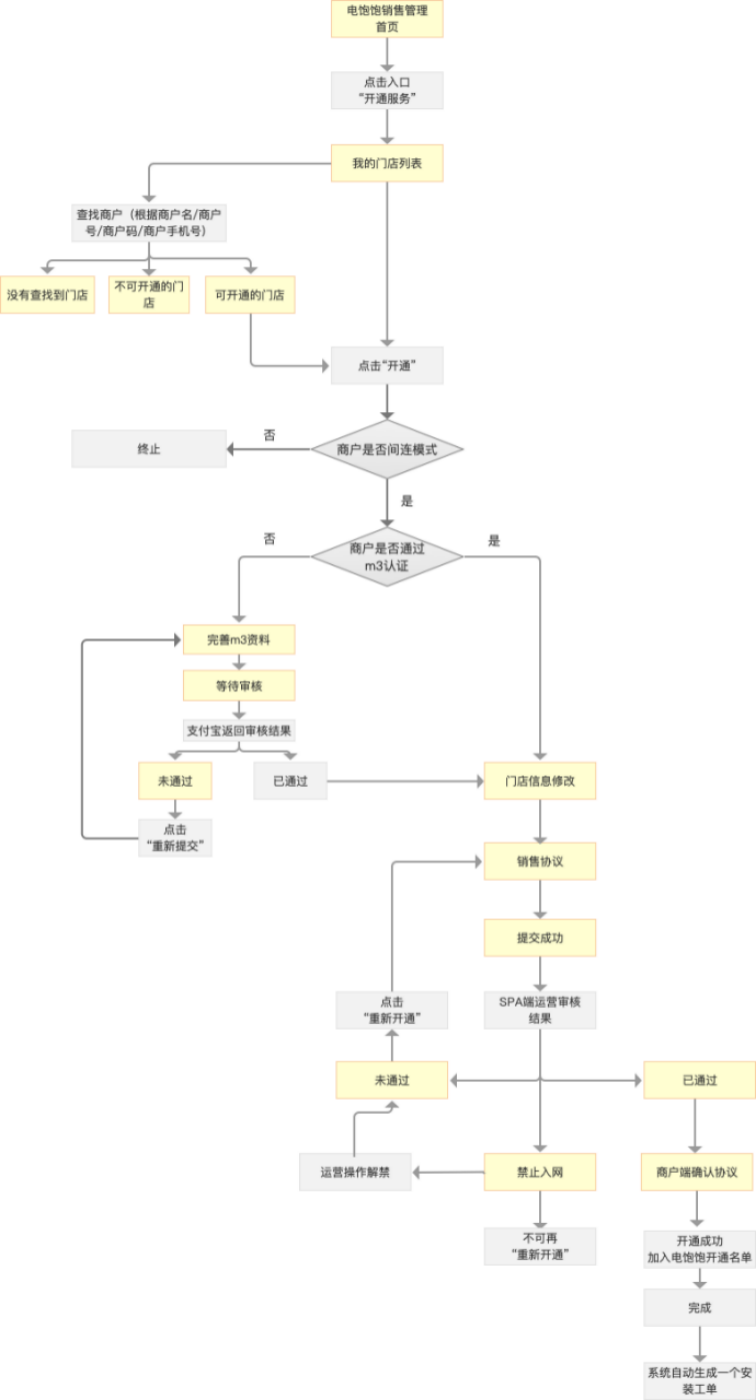 电饱饱销售管理
首页
点击入口
“开通服务”
我的门店列表
查找商户（根据商户名/商户
号/商户码/商户手机号）
没有查找到门店
不可开通的门
店
可开通的门店
点击“开通”
商户是否间连模式
否
终止
是
商户是否通过
m3认证
否
是
完善m3资料
等待审核
支付宝返回审核结果
未通过
已通过
门店信息修改
点击
“重新提交”
销售协议
提交成功
SPA端运营审核
结果
点击
“重新开通”
未通过
已通过
运营操作解禁
禁止入网
商户端确认协议
不可再
“重新开通”
开通成功
加入电饱饱开通名单
完成
系统自动生成一个安
装工单